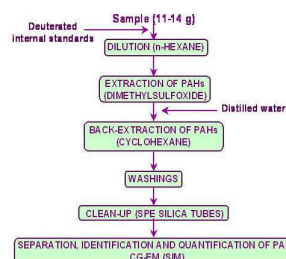 Sample (11-14 g)
Deuterated
internal standards
DILUTION (n-HEXANE)
EXTRACTION OF PAHs
(DIMETHYLSULFOXIDE)
Distilled water
BACK-EXTRACTION OF PAHs
(CYCLOHEXANE)
WASHINGS
CLEAN-UP (SPE SILICA TUBES)
SEPARATION, IDENTIFICATION AND QUANTIFICATION OF PA
CG-EM (SIM)